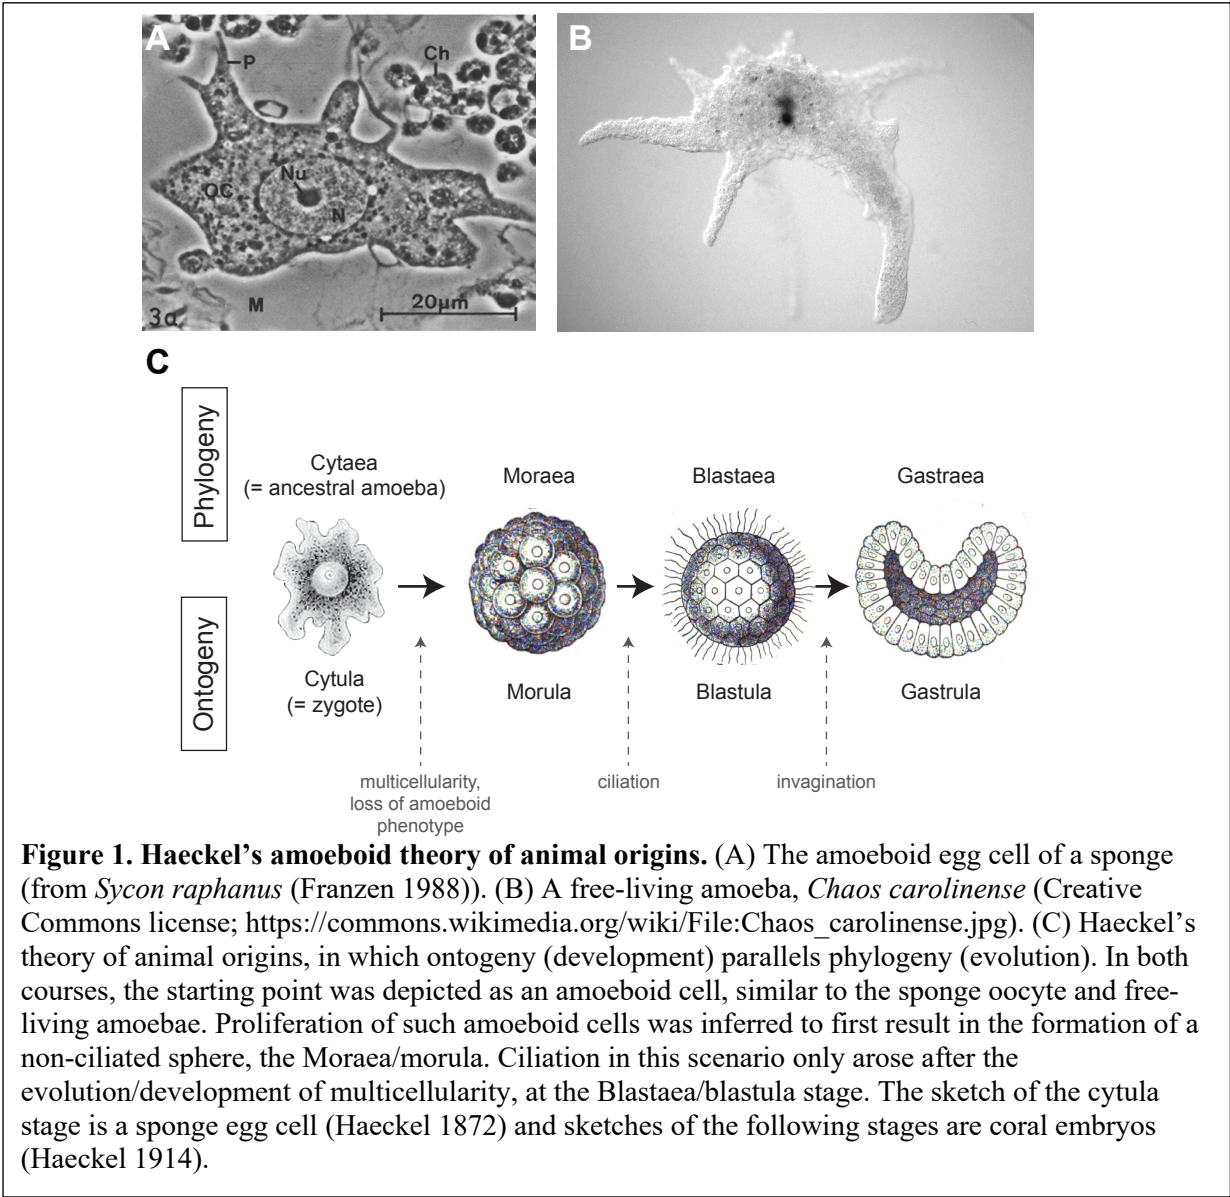 A
P
Ch
Nu
OC
N
M
20µm
3a
B
C
Phylogeny
Ontogeny
Cytaea
(= ancestral amoeba)
Moraea
Blastaea
Gastraea
Cytula
(= zygote)
Morula
Blastula
Gastrula
multicellularity,
loss of amoeboid
phenotype
ciliation
invagination
Figure 1. Haeckel’s amoeboid theory of animal origins. (A) The amoeboid egg cell of a sponge
(from Sycon raphanus (Franzen 1988)). (B) A free-living amoeba, Chaos carolinense (Creative
Commons license; https://commons.wikimedia.org/wiki/File:Chaos_carolinense.jpg). (C) Haeckel’s
theory of animal origins, in which ontogeny (development) parallels phylogeny (evolution). In both
courses, the starting point was depicted as an amoeboid cell, similar to the sponge oocyte and free-
living amoebae. Proliferation of such amoeboid cells was inferred to first result in the formation of a
non-ciliated sphere, the Moraea/morula. Ciliation in this scenario only arose after the
evolution/development of multicellularity, at the Blastaea/blastula stage. The sketch of the cytula
stage is a sponge egg cell (Haeckel 1872) and sketches of the following stages are coral embryos
(Haeckel 1914).